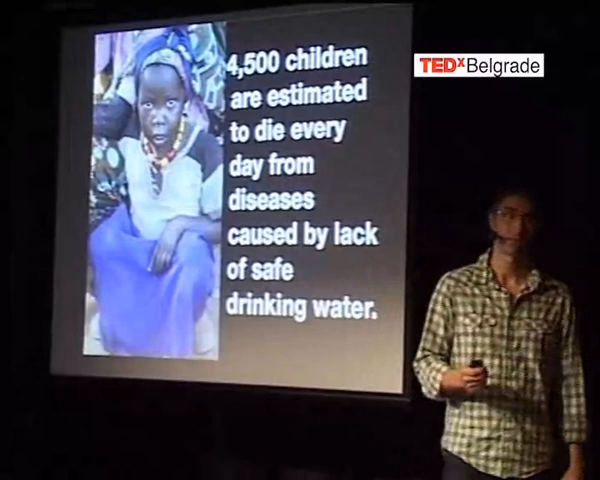 4,500 children
are estimated
to die every
day from
diseases
caused by lack
of safe
drinking water.
TEDxBelgrade